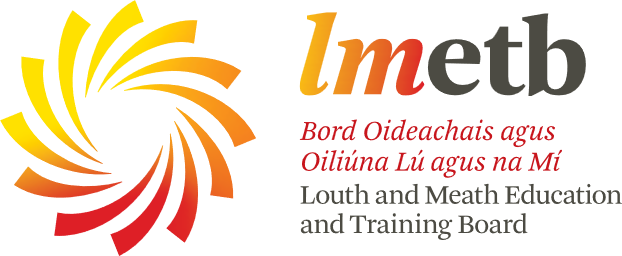 lmetb
Bord Oideachais agus
Oiliúna Lú agus na Mí
Louth and Meath Education
and Training Board